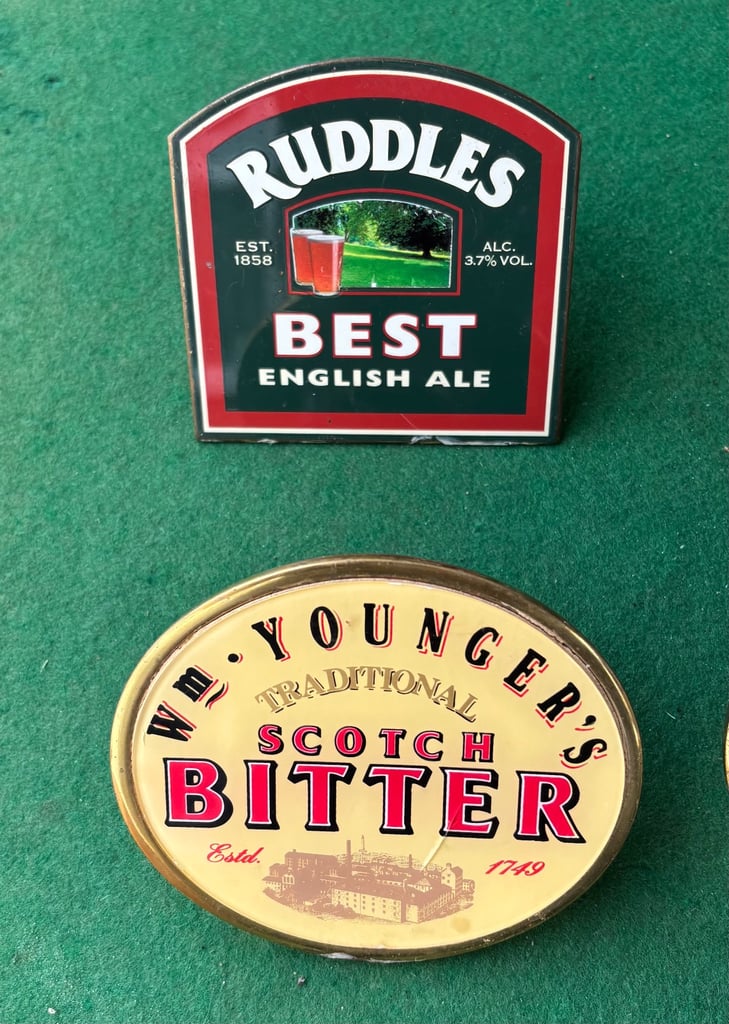 RUDDLES
EST.
1858
ALC.
3.7% VOL.
BEST
ENGLISH ALE
Wm · YOUNGER'S
TRADITIONAL
SCOTCH
BITTER
Estd. 1749